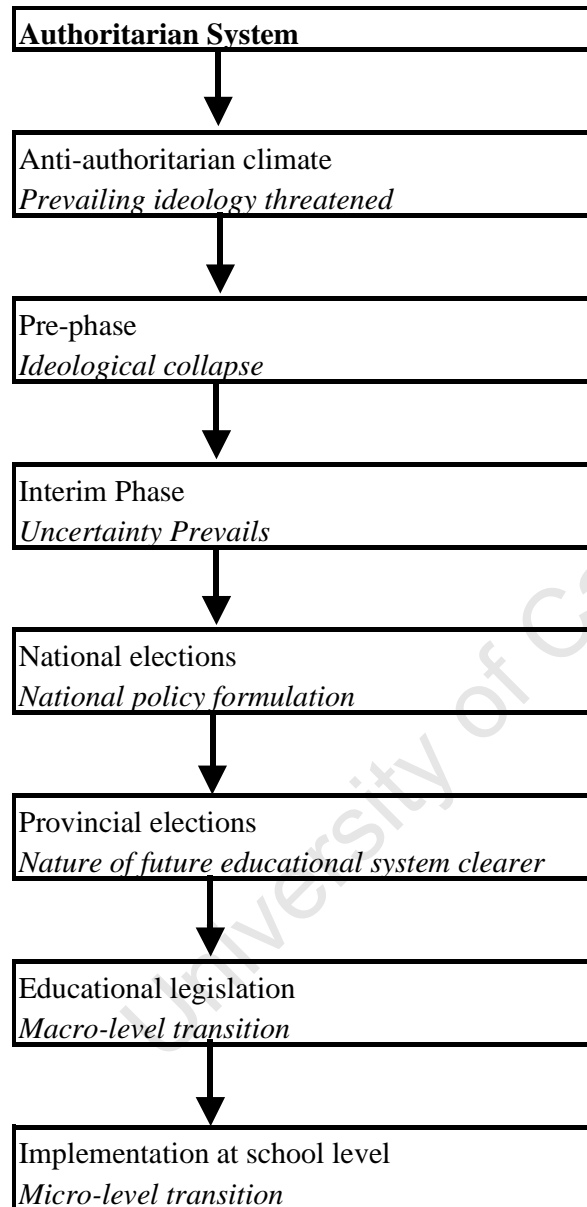 Authoritarian System
Anti-authoritarian climate
Prevailing ideology threatened
Pre-phase
Ideological collapse
Interim Phase
Uncertainty Prevails
National elections
National policy formulation
Provincial elections
Nature of future educational system clearer
Educational legislation
Macro-level transition
Implementation at school level
Micro-level transition
University of